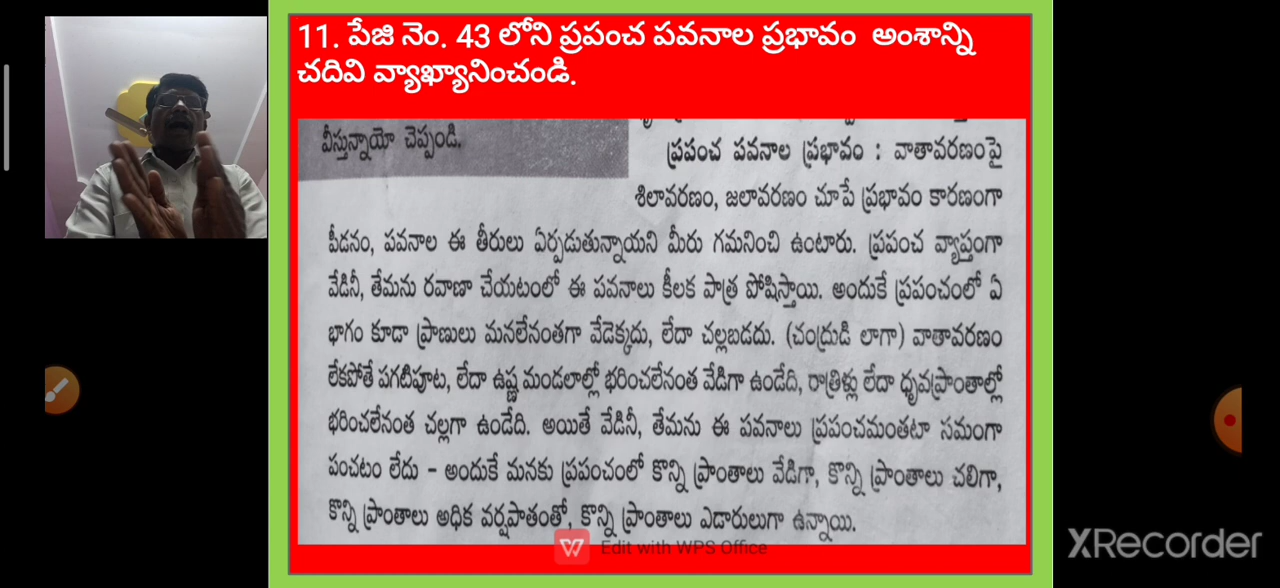 11. పేజి నెం. 43 లోని ప్రపంచ పవనాల ప్రభావం అంశాన్ని
చదివి వ్యాఖ్యానించండి.
వీస్తున్నాయో చెప్పండి.
ప్రపంచ పవనాల ప్రభావం : వాతావరణంపై
శిలావరణం, జలావరణం చూపే ప్రభావం కారణంగా
పీడనం, పవనాల ఈ తీరులు ఏర్పడుతున్నాయని మీరు గమనించి ఉంటారు. ప్రపంచ వ్యాప్తంగా
వేడినీ, తేమను రవాణా చేయటంలో ఈ పవనాలు కీలక పాత్ర పోషిస్తాయి. అందుకే ప్రపంచంలో ఏ
భాగం కూడా ప్రాణులు మనలేనంతగా వేడెక్కదు, లేదా చల్లబడదు. (చంద్రుడి లాగా) వాతావరణం
లేకపోతే పగటిపూట, లేదా ఉష్ణ మండలాల్లో భరించలేనంత వేడిగా ఉండేది, రాత్రిళ్లు లేదా ధృవప్రాంతాల్లో
భరించలేనంత చల్లగా ఉండేది. అయితే వేడినీ, తేమను ఈ పవనాలు ప్రపంచమంతటా సమంగా
పంచటం లేదు - అందుకే మనకు ప్రపంచంలో కొన్ని ప్రాంతాలు వేడిగా, కొన్ని ప్రాంతాలు చలిగా,
కొన్ని ప్రాంతాలు అధిక వర్షపాతంతో, కొన్ని ప్రాంతాలు ఎడారులుగా ఉన్నాయి.
Edit with WPS Office
XRecorder